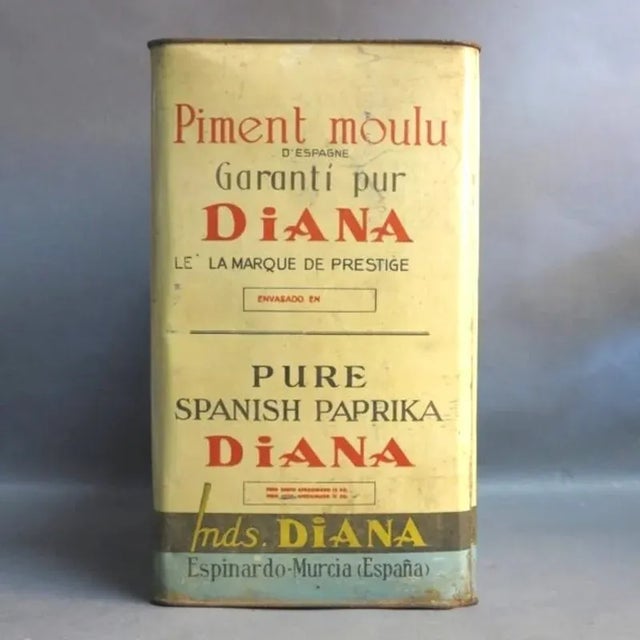 Piment moulu
D'ESPAGNE
Garantí pur
DiANA
LE' LA MARQUE DE PRESTIGE
ENVASADO EN
PURE
SPANISH PAPRIKA
DiANA
Inds. DiANA
Espinardo-Murcia (España)